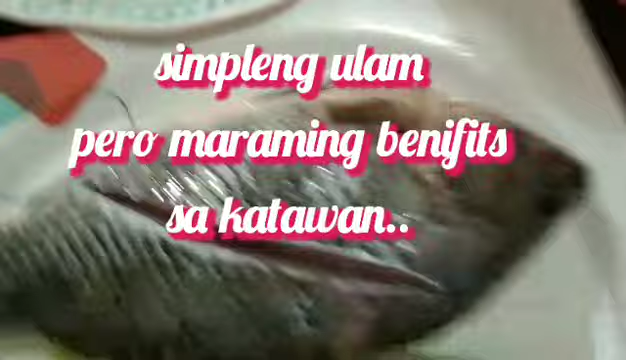 simpleng ulam
pero maraming benifits
sa katawan..